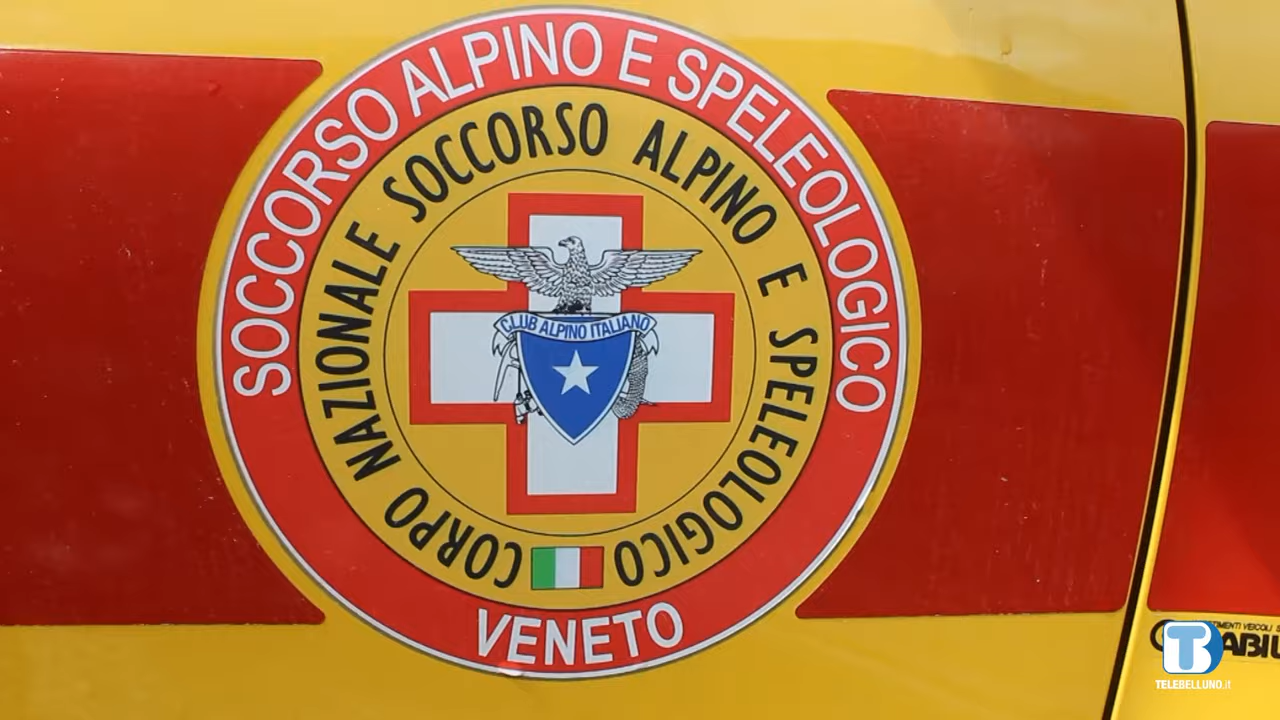 SOCCORSO ALPINO E SPELEOLOGICO
CORPO NAZIONALE SOCCORSO ALPINO E SPELEOLOGICO
CLUB ALPINO ITALIANO
VENETO
TELEBELLUNO.it